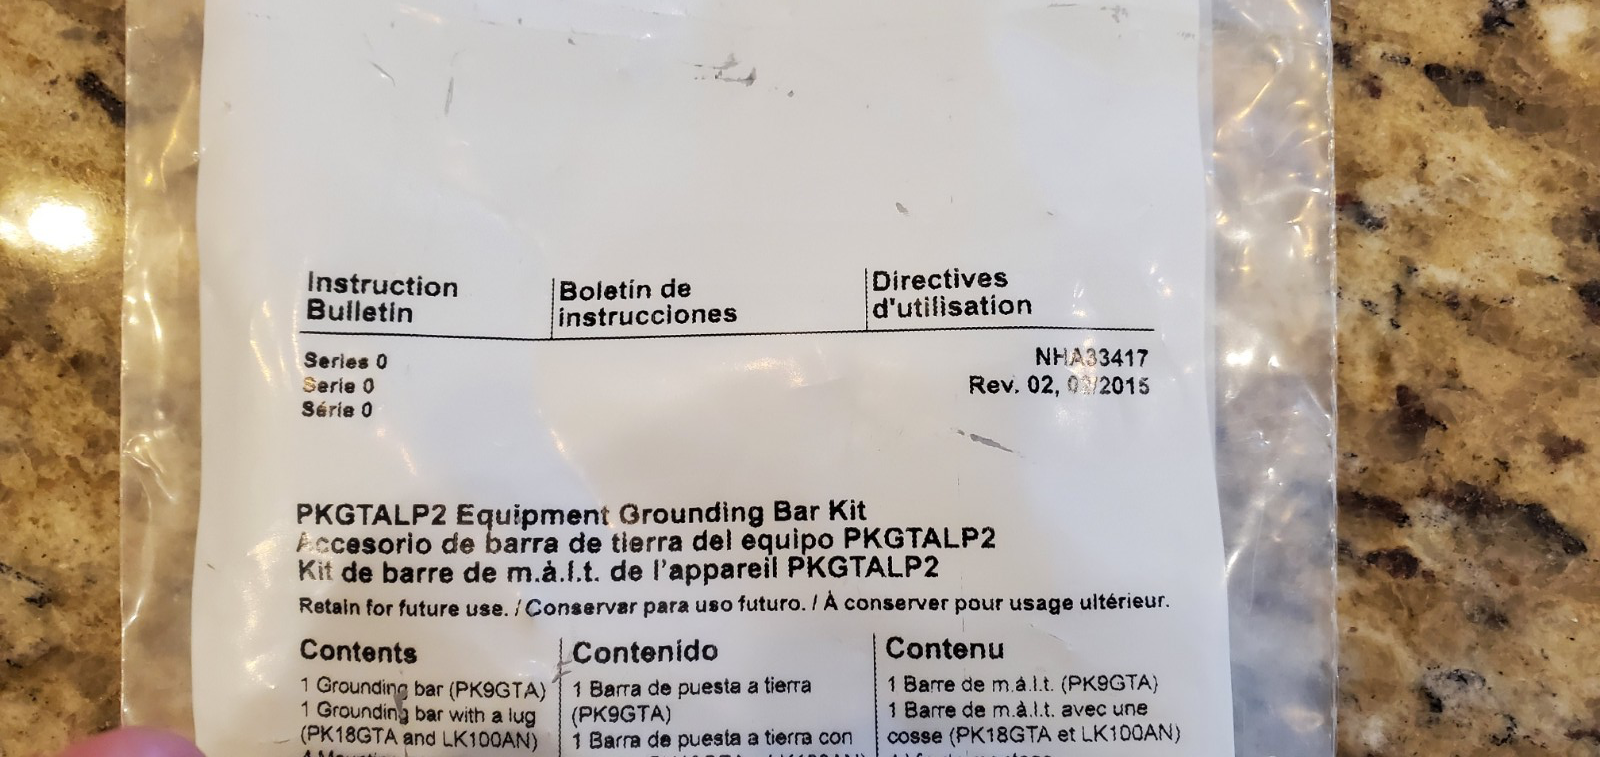 Instruction
Bulletin
Boletín de
instrucciones
Directives
d'utilisation
Series 0
Serie 0
Série 0
NHA33417
Rev. 02, /2015
PKGTALP2 Equipment Grounding Bar Kit
Accesorio de barra de tierra del equipo PKGTALP2
Kit de barre de m.à.l.t. de l'appareil PKGTALP2
Retain for future use. / Conservar para uso futuro. / À conserver pour usage ultérieur.
Contents
1 Grounding bar (PK9GTA)
1 Grounding bar with a lug
(PK18GTA and LK100AN)
Contenido
1 Barra de puesta a tierra
(PK9GTA)
1 Barra de puesta a tierra con
Contenu
1 Barre de m.à.l.t. (PK9GTA)
1 Barre de m.à.l.t. avec une
cosse (PK18GTA et LK100AN)